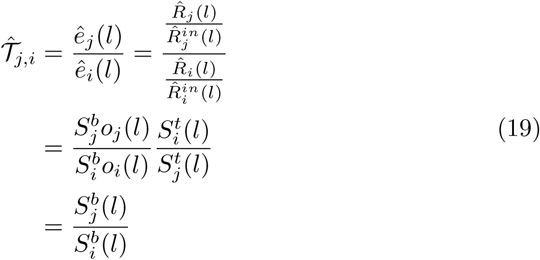 $\hat{\mathcal{T}}_{j,i} = \frac{\hat{e}_j(l)}{\hat{e}_i(l)} = \frac{\frac{\hat{R}_j(l)}{\hat{R}_j^{in}(l)}}{\frac{\hat{R}_i(l)}{\hat{R}_i^{in}(l)}}$
$= \frac{S_j^b o_j(l)}{S_i^b o_i(l)} \frac{S_i^t(l)}{S_j^t(l)}$ (19)
$= \frac{S_j^b(l)}{S_i^b(l)}$